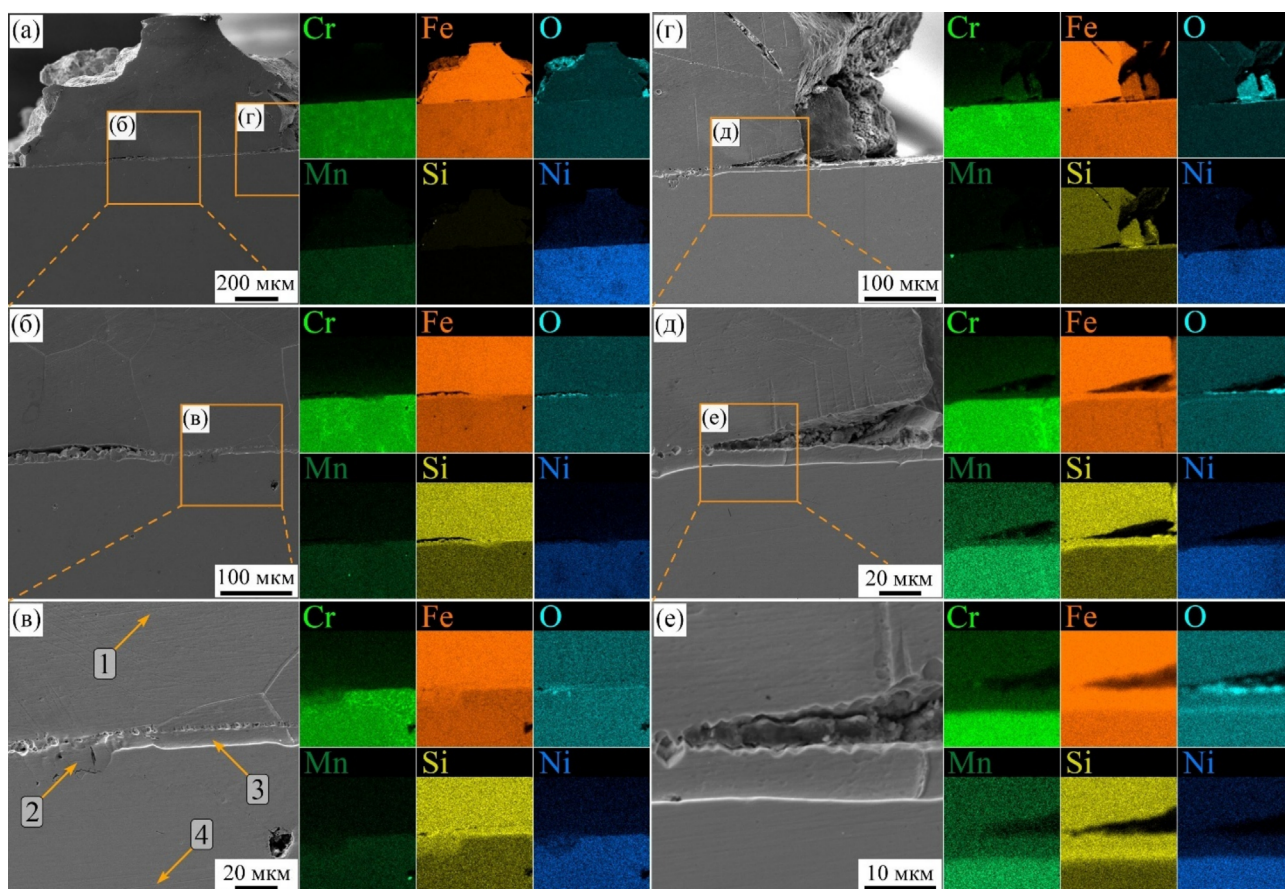 (а)
Cr Fe O
(б)
(г)
Mn Si Ni
200 мкм
(г)
Cr Fe O
(д)
Mn Si Ni
100 мкм
(б)
Cr Fe O
(в)
Mn Si Ni
100 мкм
(д)
Cr Fe O
(е)
Mn Si Ni
20 мкм
(в)
Cr Fe O
1
2
3
4
Mn Si Ni
20 мкм
(е)
Cr Fe O
Mn Si Ni
10 мкм